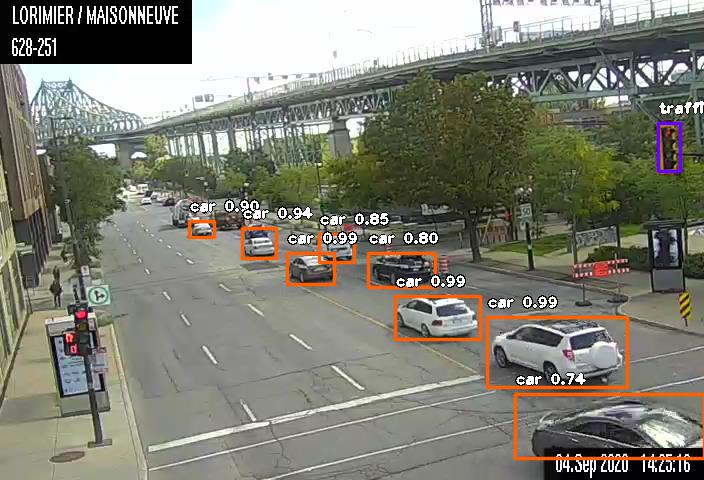 LORIMIER / MAISONNEUVE
628-251
traffi
car 0.90
car 0.94
car 0.85
car 0.99
car 0.80
car 0.99
car 0.99
car 0.74
04.Sep 2020 14:25:16